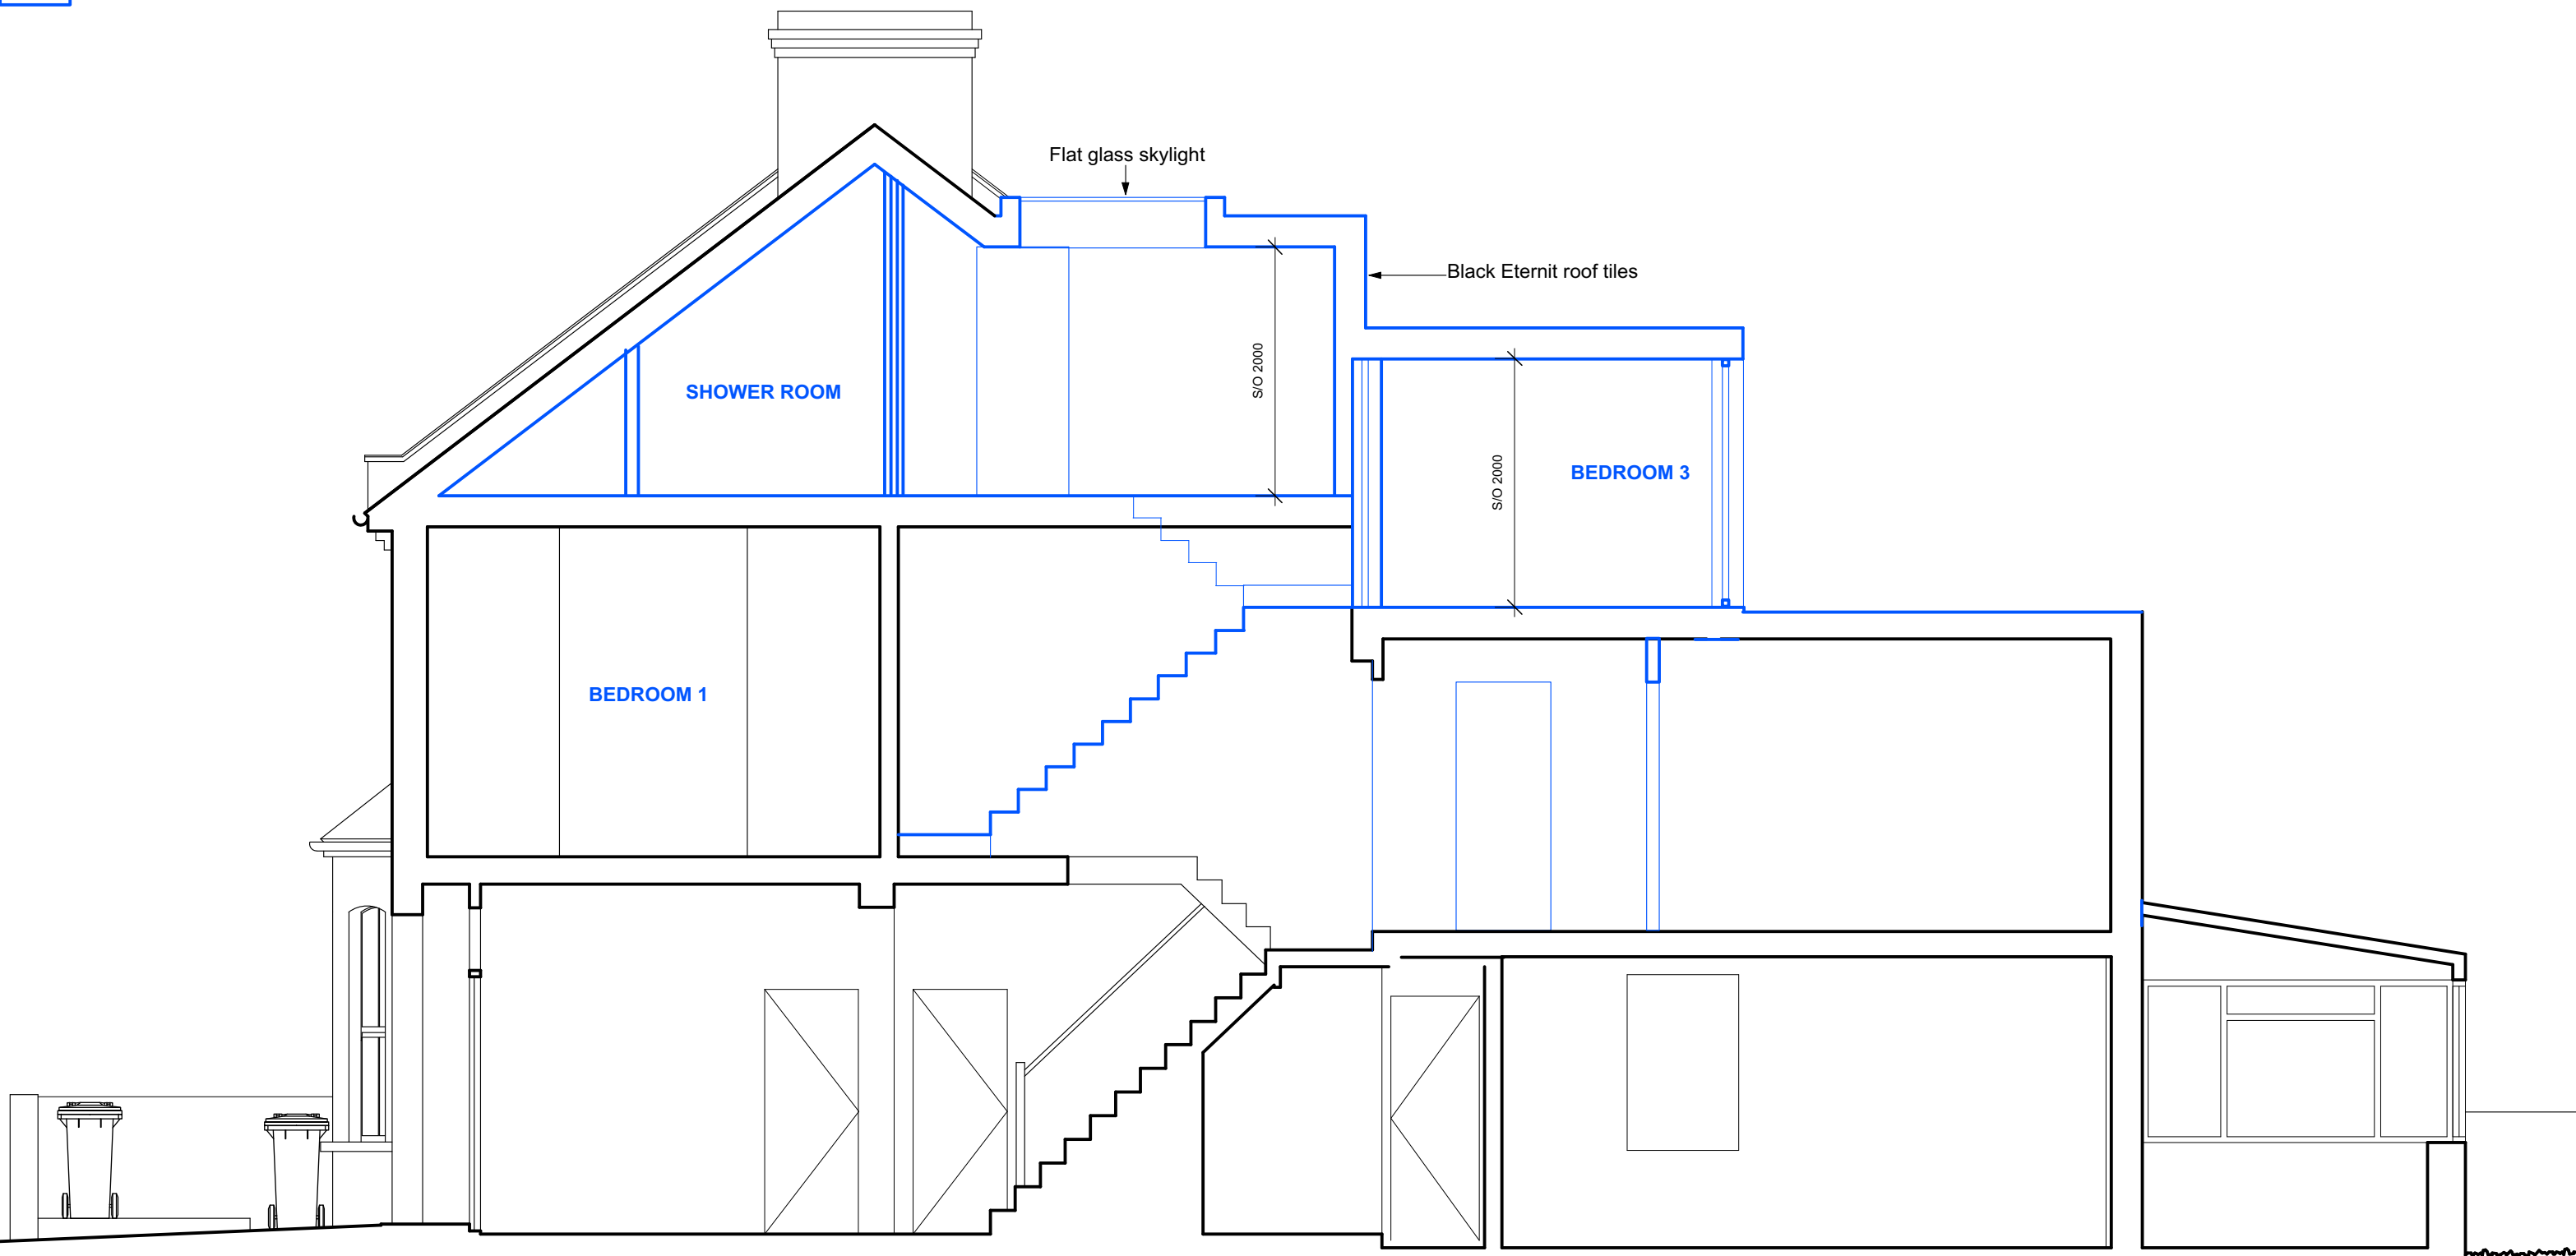 Flat glass skylight
Black Eternit roof tiles
SHOWER ROOM
S/O 2000
S/O 2000
BEDROOM 3
BEDROOM 1